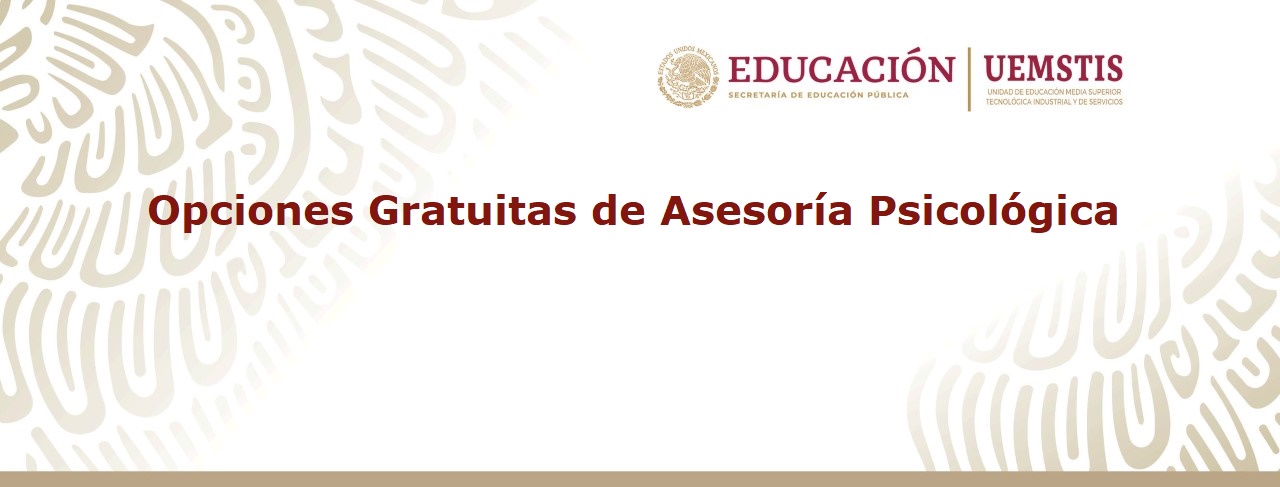 ESTADOS UNIDOS MEXICANOS
EDUCACIÓN
SECRETARÍA DE EDUCACIÓN PÚBLICA
UEMSTIS
UNIDAD DE EDUCACIÓN MEDIA SUPERIOR
TECNOLÓGICA INDUSTRIAL Y DE SERVICIOS
Opciones Gratuitas de Asesoría Psicológica